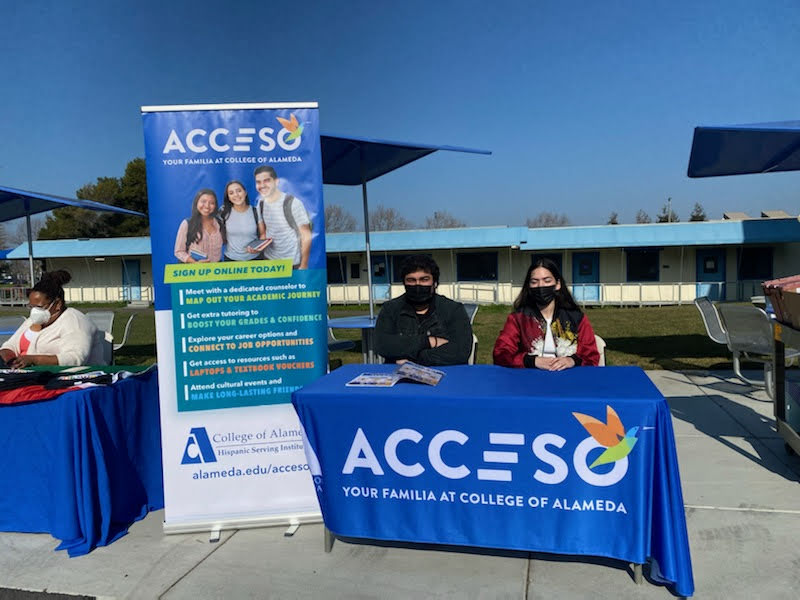 ACCESO
YOUR FAMILIA AT COLLEGE OF ALAMEDA
SIGN UP ONLINE TODAY!
Meet with a dedicated counselor to
MAP OUT YOUR ACADEMIC JOURNEY
Get extra tutoring to
BOOST YOUR GRADES & CONFIDENCE
Explore your career options and
CONNECT TO JOB OPPORTUNITIES
Get access to resources such as
LAPTOPS & TEXTBOOK VOUCHERS
Attend cultural events and
MAKE LONG-LASTING FRIENDS
College of Alame
Hispanic Serving Institu
alameda.edu/acceso
ACCESO
YOUR FAMILIA AT COLLEGE OF ALAMEDA